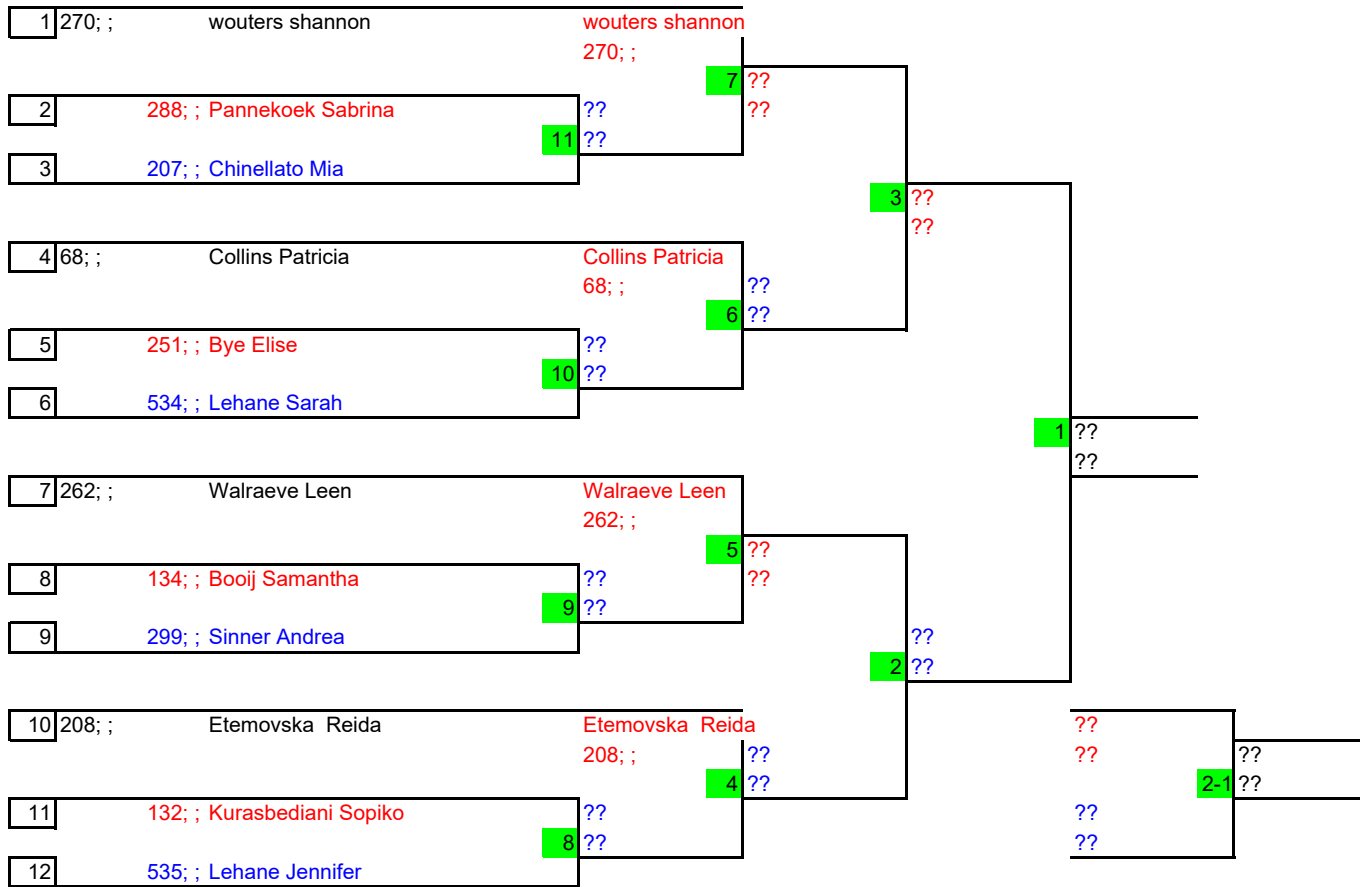 1 270; ; wouters shannon wouters shannon
270; ;
7 ??
2 288; ; Pannekoek Sabrina ?? ??
11 ??
3 207; ; Chinellato Mia
3 ??
??
4 68; ; Collins Patricia Collins Patricia
68; ; ??
6 ??
5 251; ; Bye Elise ??
10 ??
6 534; ; Lehane Sarah
1 ??
??
7 262; ; Walraeve Leen Walraeve Leen
262; ;
5 ??
8 134; ; Booij Samantha ?? ??
9 ??
9 299; ; Sinner Andrea ??
2 ??
10 208; ; Etemovska  Reida Etemovska  Reida ??
208; ; ?? ?? ??
4 ?? 2-1 ??
11 132; ; Kurasbediani Sopiko ?? ??
8 ?? ??
12 535; ; Lehane Jennifer